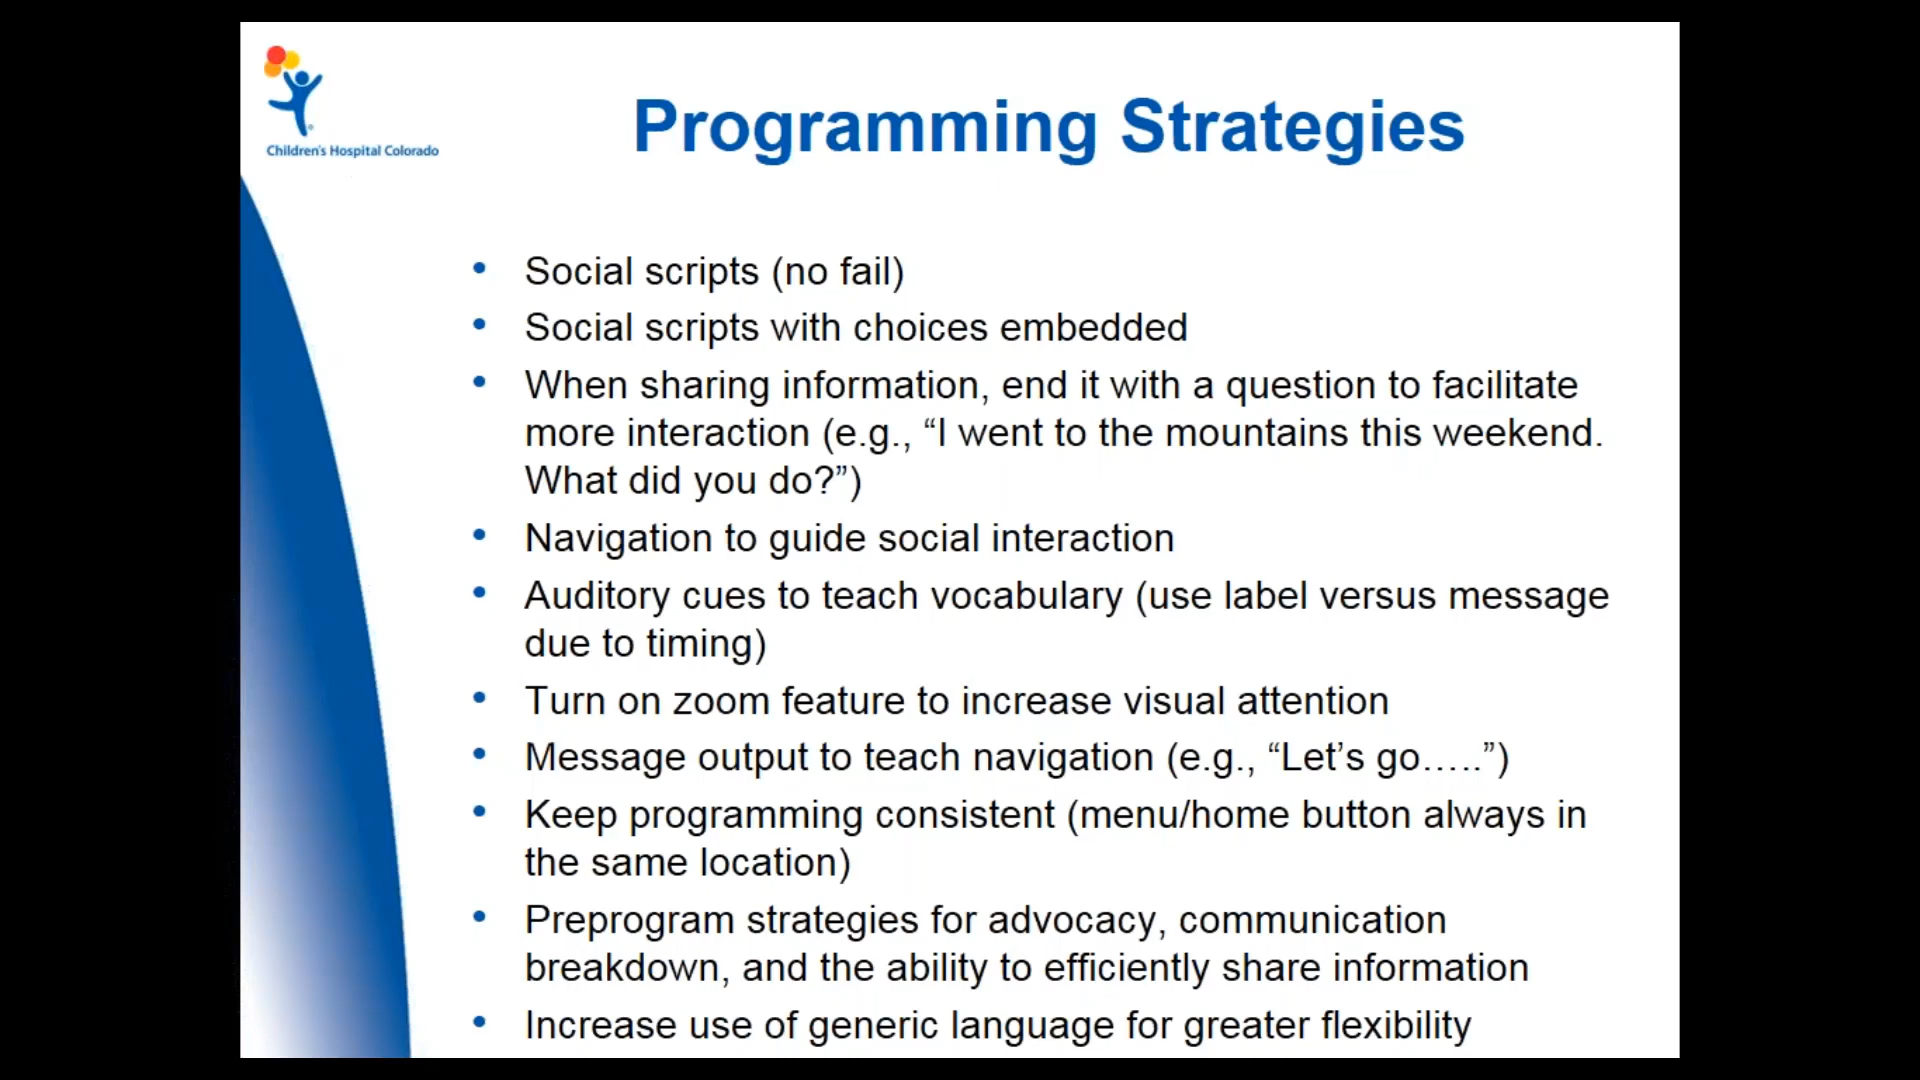 Children's Hospital Colorado
Programming Strategies
• Social scripts (no fail)
• Social scripts with choices embedded
• When sharing information, end it with a question to facilitate
more interaction (e.g., “I went to the mountains this weekend.
What did you do?”)
• Navigation to guide social interaction
• Auditory cues to teach vocabulary (use label versus message
due to timing)
• Turn on zoom feature to increase visual attention
• Message output to teach navigation (e.g., “Let’s go…..”)
• Keep programming consistent (menu/home button always in
the same location)
• Preprogram strategies for advocacy, communication
breakdown, and the ability to efficiently share information
• Increase use of generic language for greater flexibility